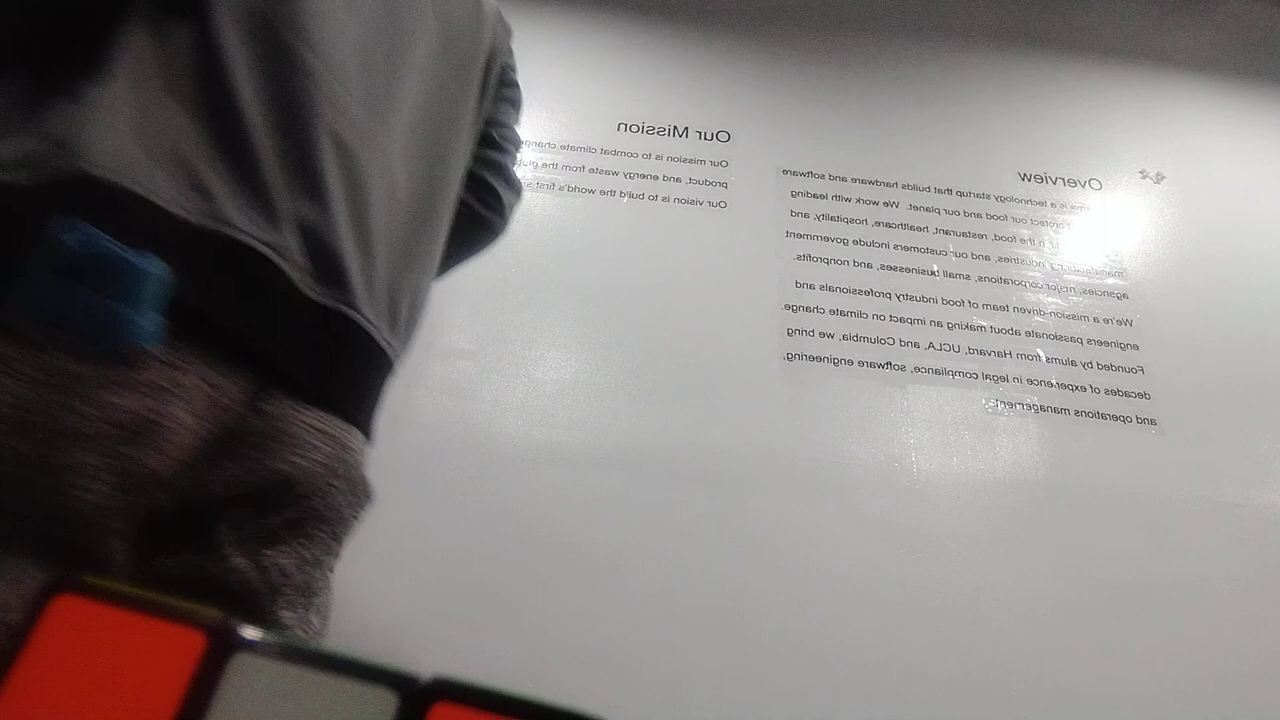 Overview
is a technology startup that builds hardware and software
protect our food and our planet. We work with leading
in the food, restaurant, healthcare, hospitality, and
manufacturing industries, and our customers include government
agencies, major corporations, small businesses, and nonprofits.
We're a mission-driven team of food industry professionals and
engineers passionate about making an impact on climate change.
Founded by alums from Harvard, UCLA, and Columbia, we bring
decades of experience in legal compliance, software engineering,
and operations management.
Our Mission
Our mission is to combat climate
product, and energy waste from the
Our vision is to build the world's first